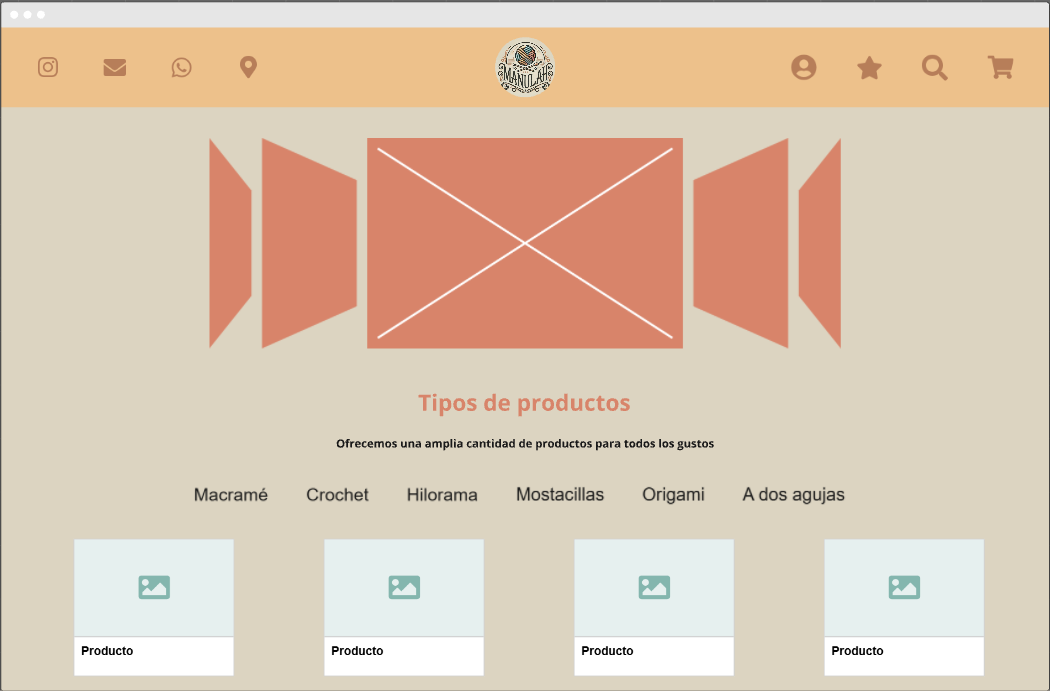 MANULAH
Tipos de productos
Ofrecemos una amplia cantidad de productos para todos los gustos
Macramé Crochet Hilorama Mostacillas Origami A dos agujas
Producto Producto Producto Producto